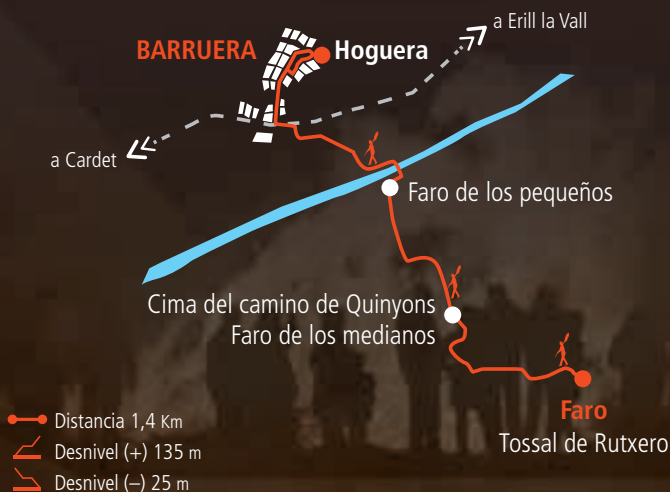 a Erill la Vall
BARRUERA Hoguera
a Cardet
Faro de los pequeños
Cima del camino de Quinyons
Faro de los medianos
Faro
Tossal de Rutxero
Distancia 1,4 Km
Desnivel (+) 135 m
Desnivel (–) 25 m